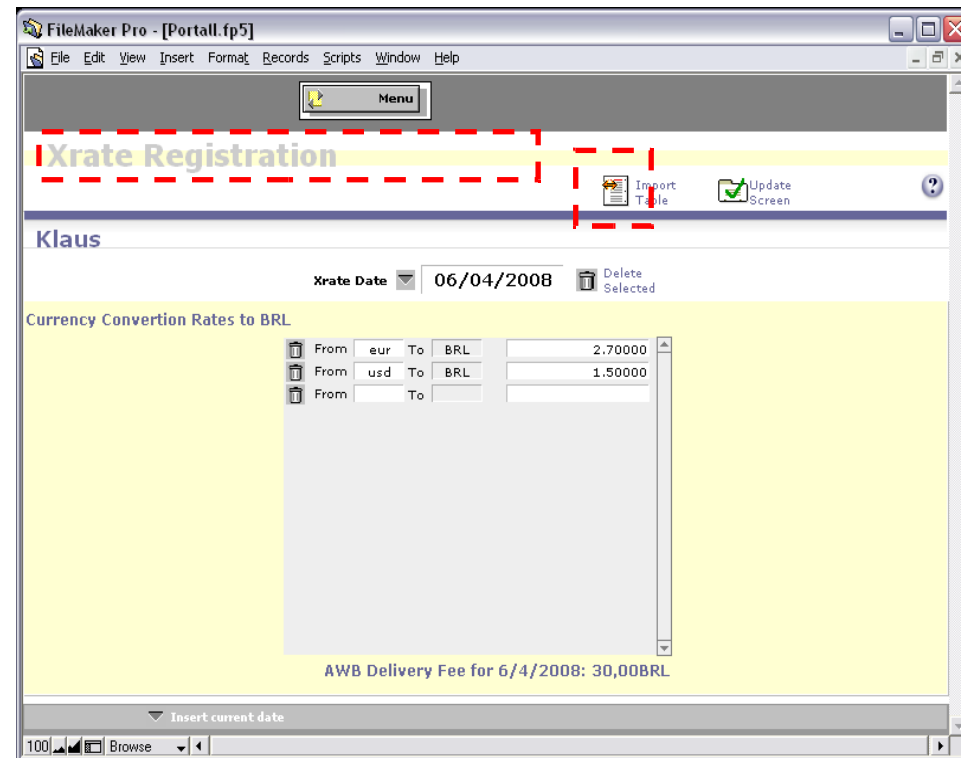 FileMaker Pro - [Portall.fp5]
File Edit View Insert Format Records Scripts Window Help
Menu
Xrate Registration
Import
Table
Update
Screen
?
Klaus
Xrate Date 06/04/2008
Delete
Selected
Currency Convertion Rates to BRL
From eur To BRL 2.70000
From usd To BRL 1.50000
From To
AWB Delivery Fee for 6/4/2008: 30,00BRL
Insert current date
100 Browse